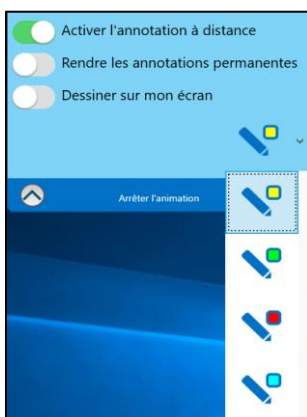 Activer l'annotation à distance
Rendre les annotations permanentes
Dessiner sur mon écran
Arrêter l'animation